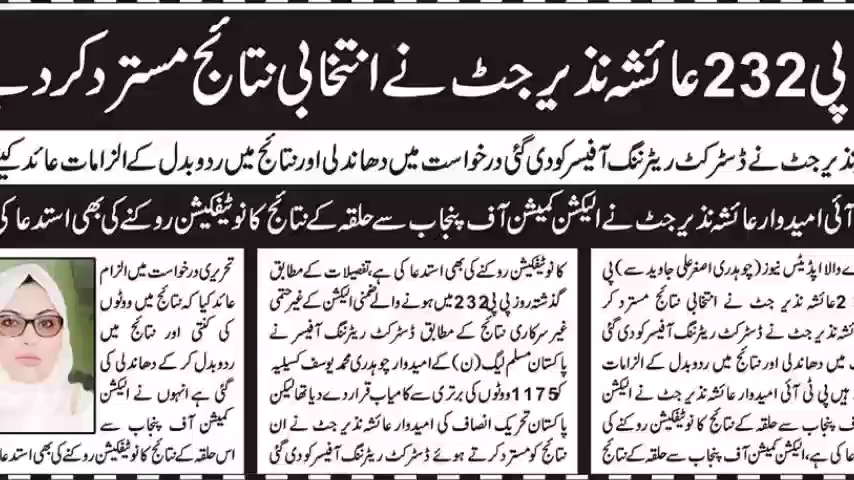 پی پی232 عائشہ نذیر جٹ نے انتخابی نتائج مسترد کر دے
نذیر جٹ نے ڈسٹرکٹ ریٹرننگ آفیسر کو دی گئی درخواست میں دھاندلی اور نتائج میں ردوبدل کے الزامات عائد کیئے
آئی امیدوار عائشہ نذیر جٹ نے الیکشن کمیشن آف پنجاب سے حلقہ کے نتائج کا نوٹیفکیشن روکنے کی بھی استدعا کی
والا اپڈیٹس نیوز (چوہدری اصغر علی جاوید سے) پی
2 عائشہ نذیر جٹ نے انتخابی نتائج مسترد کر
نذیر جٹ نے ڈسٹرکٹ ریٹرننگ آفیسر کو دی گئی
میں دھاندلی اور نتائج میں ردوبدل کے الزامات
ہیں پی ٹی آئی امیدوار عائشہ نذیر جٹ نے الیکشن
آف پنجاب سے حلقہ کے نتائج کا نوٹیفکیشن روکنے کی
کی ہے، الیکشن کمیشن آف پنجاب سے حلقہ کے نتائج
کا نوٹیفکیشن روکنے کی بھی استدعا کی ہے، تفصیلات کے مطابق
گذشتہ روز پی پی232 میں ہونے والے ضمنی الیکشن کے غیر حتمی
غیر سرکاری نتائج کے مطابق ڈسٹرکٹ ریٹرننگ آفیسر نے
پاکستان مسلم لیگ (ن) کے امیدوار چوہدری محمد یوسف کسیلیہ
کو 1175 ووٹوں کی برتری سے کامیاب قرار دے دیا تھا لیکن
پاکستان تحریک انصاف کی امیدوار عائشہ نذیر جٹ نے ان
نتائج کو مسترد کرتے ہوئے ڈسٹرکٹ ریٹرننگ آفیسر کو دی گئی
تحریری درخواست میں الزام
عائد کیا کہ نتائج میں ووٹوں
کی گنتی اور نتائج میں
ردوبدل کر کے دھاندلی کی
گئی ہے انہوں نے الیکشن
کمیشن آف پنجاب سے
اس حلقہ کے نتائج کا نوٹیفکیشن روکنے کی بھی استدعا